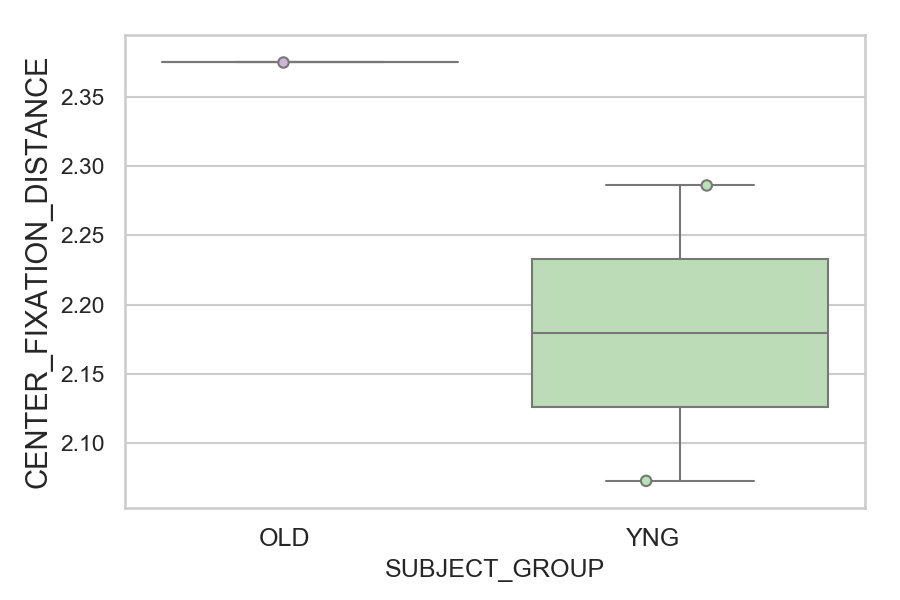 CENTER_FIXATION_DISTANCE
2.35
2.30
2.25
2.20
2.15
2.10
OLD YNG
SUBJECT_GROUP